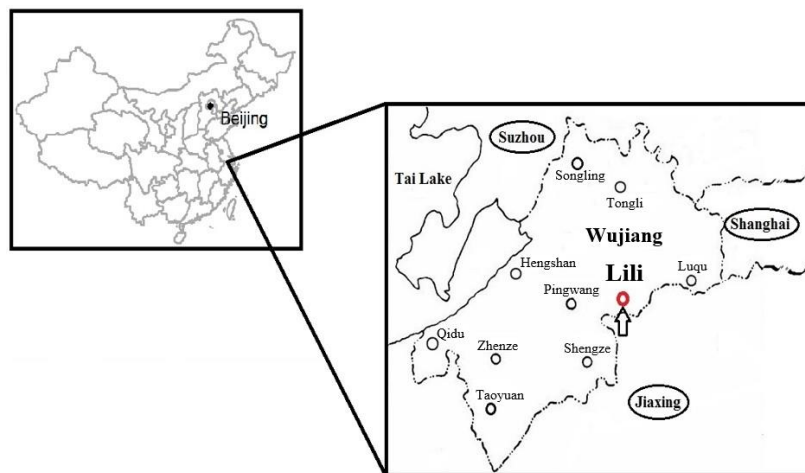 Beijing
Suzhou
Songling
Tai Lake
Tongli
Shanghai
Wujiang
Hengshan
Lili
Luqu
Pingwang
Qidu
Zhenze
Shengze
Taoyuan
Jiaxing